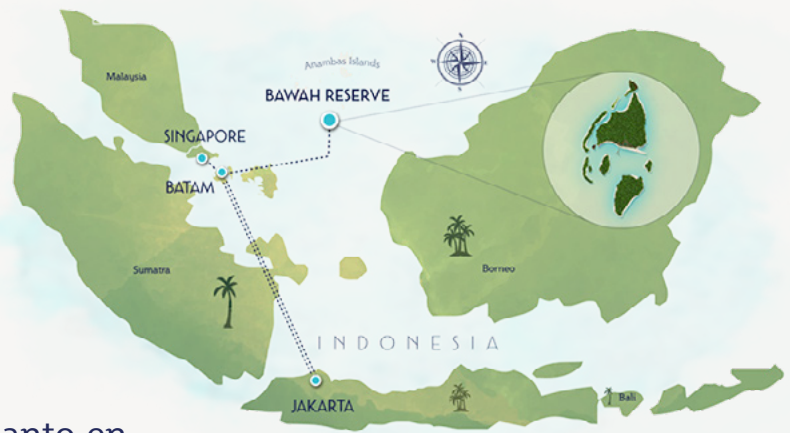 Malaysia
Anambas Islands
N
W
E
S
BAWAH RESERVE
SINGAPORE
BATAM
Sumatra
Borneo
INDONESIA
JAKARTA
Bali